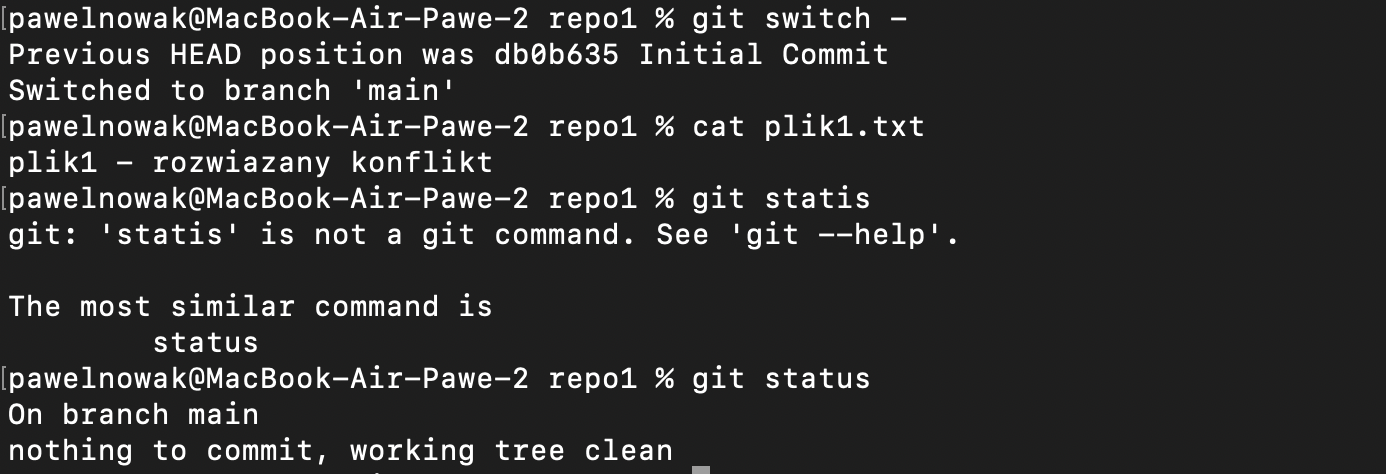 [pawelnowak@MacBook-Air-Pawe-2 repo1 % git switch -
Previous HEAD position was db0b635 Initial Commit
Switched to branch 'main'
[pawelnowak@MacBook-Air-Pawe-2 repo1 % cat plik1.txt
plik1 - rozwiazany konflikt
[pawelnowak@MacBook-Air-Pawe-2 repo1 % git statis
git: 'statis' is not a git command. See 'git --help'.
The most similar command is
status
[pawelnowak@MacBook-Air-Pawe-2 repo1 % git status
On branch main
nothing to commit, working tree clean